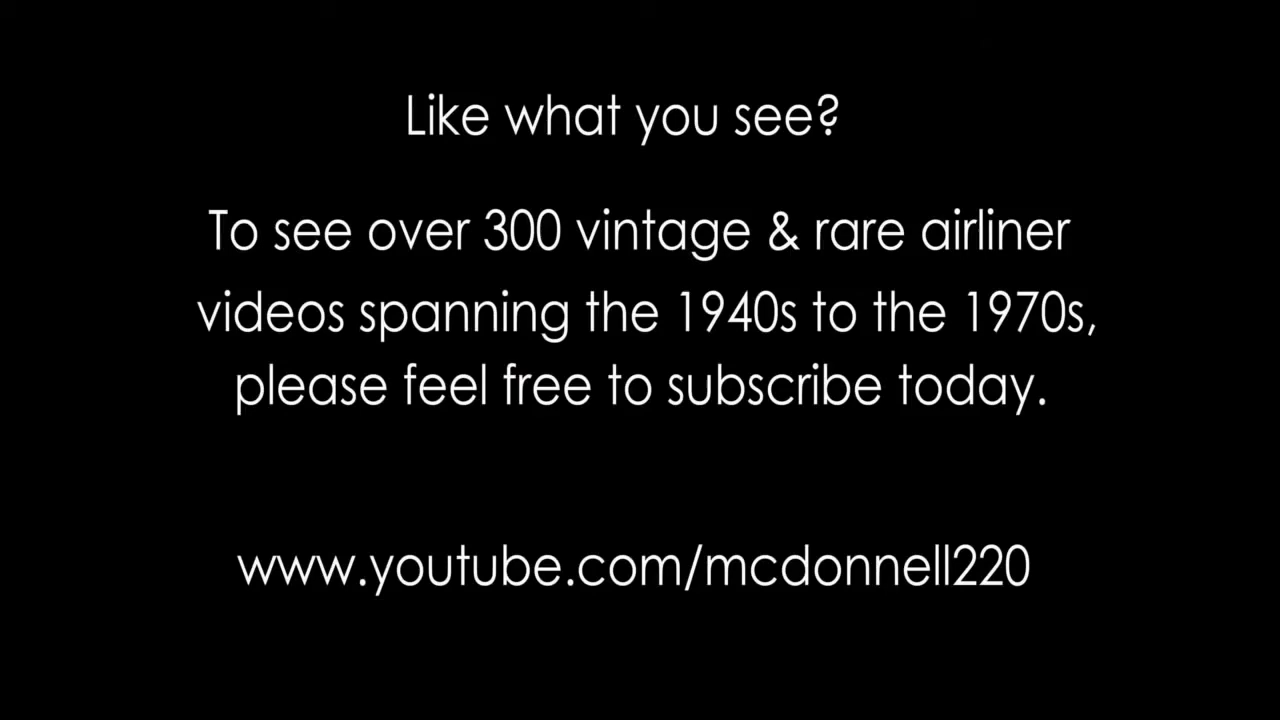 Like what you see?
To see over 300 vintage & rare airliner
videos spanning the 1940s to the 1970s,
please feel free to subscribe today.
www.youtube.com/mcdonnell220